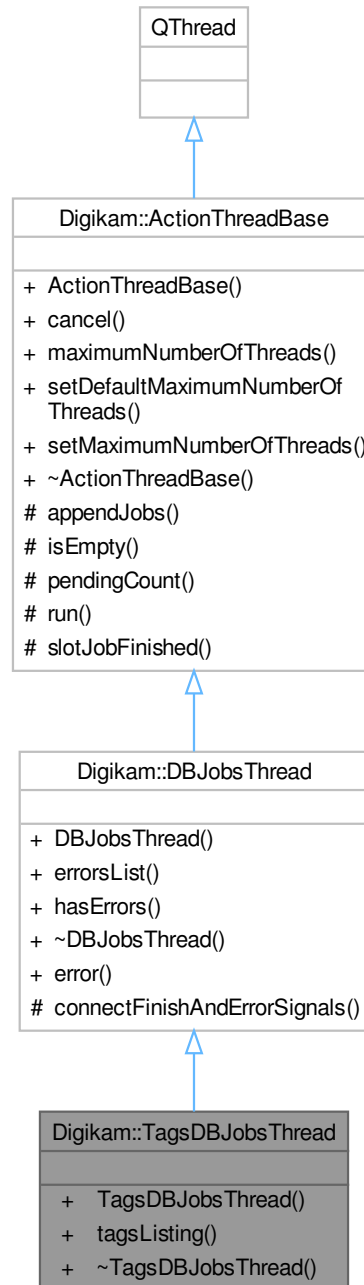 QThread
Digikam::ActionThreadBase
+ ActionThreadBase()
+ cancel()
+ maximumNumberOfThreads()
+ setDefaultMaximumNumberOf
Threads()
+ setMaximumNumberOfThreads()
+ ~ActionThreadBase()
# appendJobs()
# isEmpty()
# pendingCount()
# run()
# slotJobFinished()
Digikam::DBJobsThread
+ DBJobsThread()
+ errorsList()
+ hasErrors()
+ ~DBJobsThread()
+ error()
# connectFinishAndErrorSignals()
Digikam::TagsDBJobsThread
+ TagsDBJobsThread()
+ tagsListing()
+ ~TagsDBJobsThread()